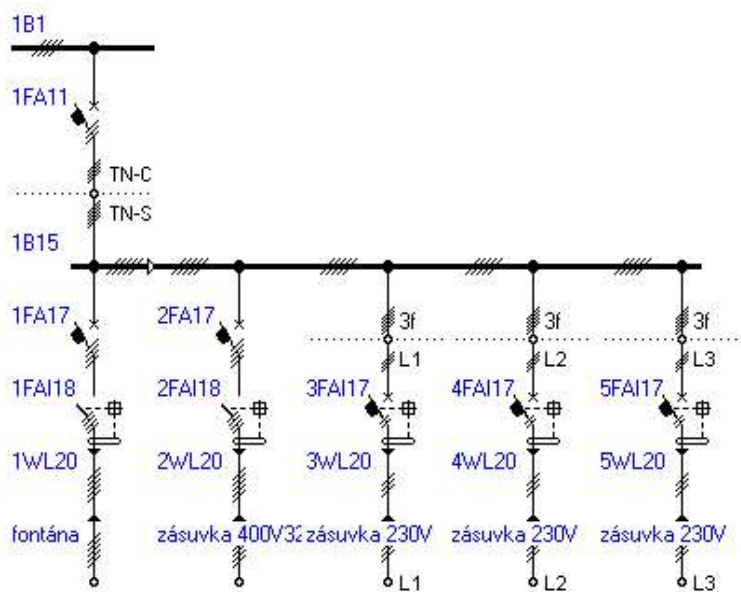 1B1
1FA11
TN-C
TN-S
1B15
1FA17 2FA17 3f 3f 3f
L1 L2 L3
1FAI18 2FAI18 3FAI17 4FAI17 5FAI17
1WL20 2WL20 3WL20 4WL20 5WL20
fontána zásuvka 400V32 zásuvka 230V zásuvka 230V zásuvka 230V
L1 L2 L3